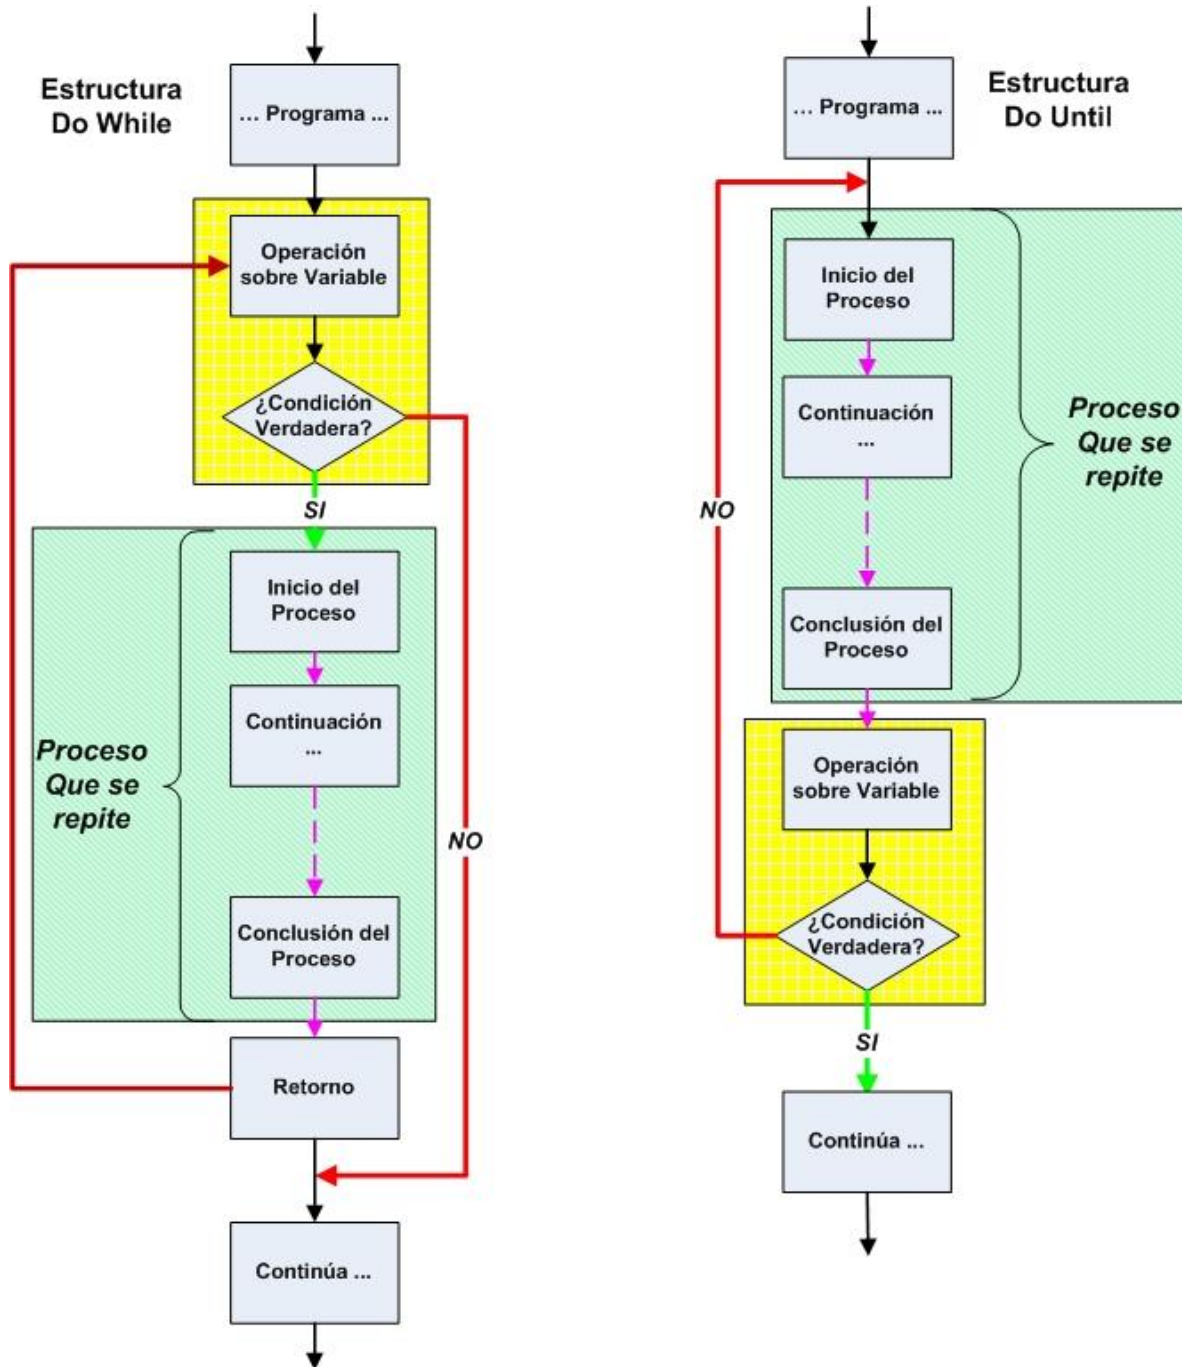 Estructura
Do While
... Programa ...
Operación
sobre Variable
¿Condición
Verdadera?
SI
NO
Inicio del
Proceso
Continuación
...
Conclusión del
Proceso
Proceso
Que se
repite
Retorno
Continúa ...
Estructura
Do Until
... Programa ...
Inicio del
Proceso
Continuación
...
Conclusión del
Proceso
Proceso
Que se
repite
NO
Operación
sobre Variable
¿Condición
Verdadera?
SI
Continúa ...